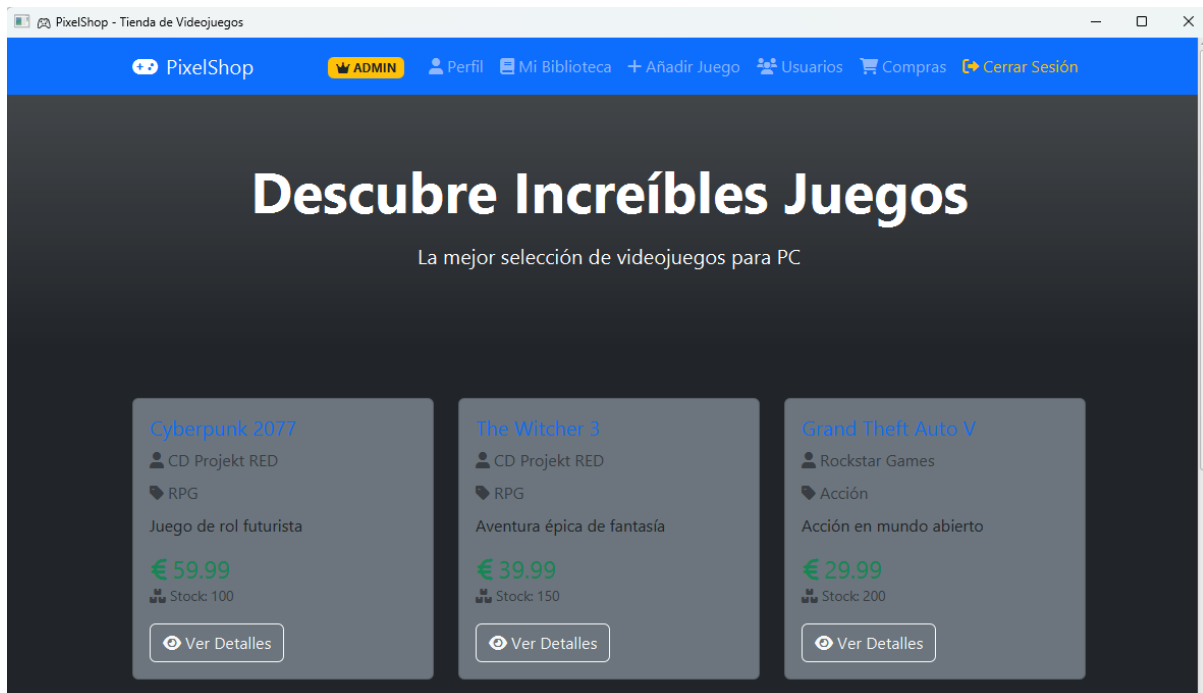 PixelShop - Tienda de Videojuegos
PixelShop ADMIN Perfil Mi Biblioteca Añadir Juego Usuarios Compras Cerrar Sesión
Descubre Increíbles Juegos
La mejor selección de videojuegos para PC
Cyberpunk 2077
CD Projekt RED
RPG
Juego de rol futurista
€ 59.99
Stock: 100
Ver Detalles
The Witcher 3
CD Projekt RED
RPG
Aventura épica de fantasía
€ 39.99
Stock: 150
Ver Detalles
Grand Theft Auto V
Rockstar Games
Acción
Acción en mundo abierto
€ 29.99
Stock: 200
Ver Detalles